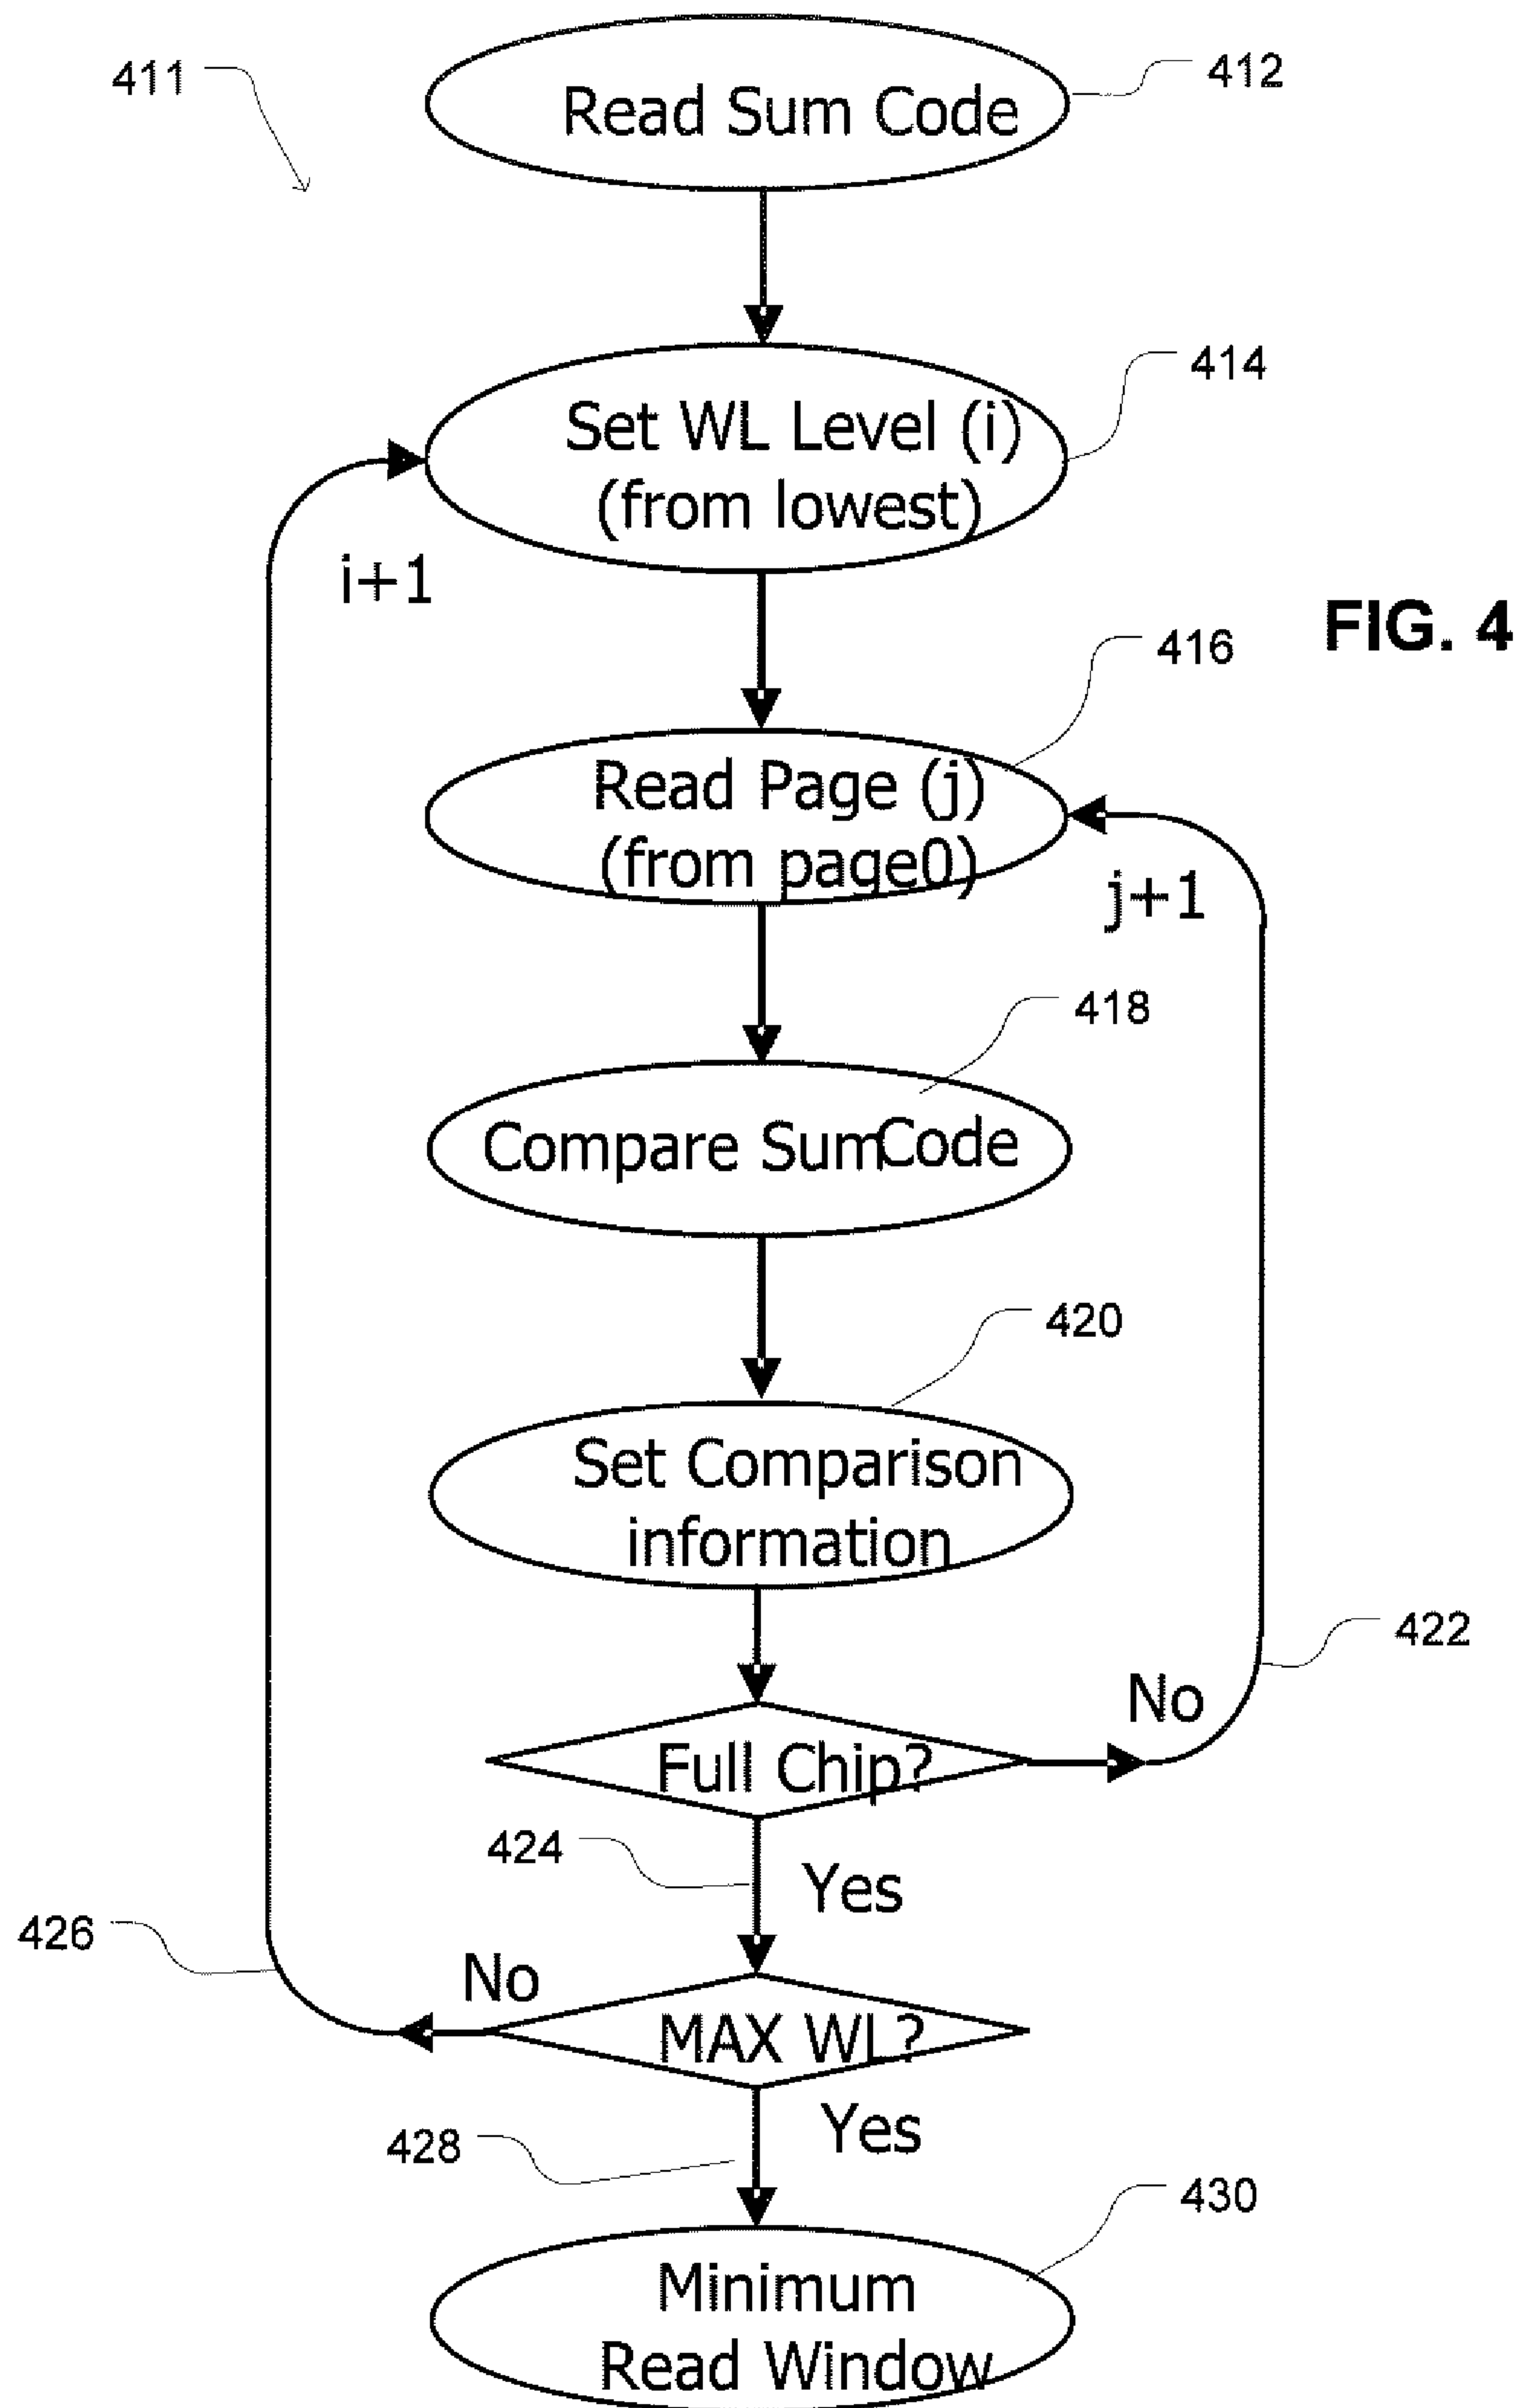 411
Read Sum Code
412
Set WL Level (i)
(from lowest)
414
i+1
FIG. 4
416
Read Page (j)
(from page0)
j+1
418
Compare SumCode
420
Set Comparison
information
422
No
Full Chip?
424
Yes
426
No
MAX WL?
Yes
428
430
Minimum
Read Window